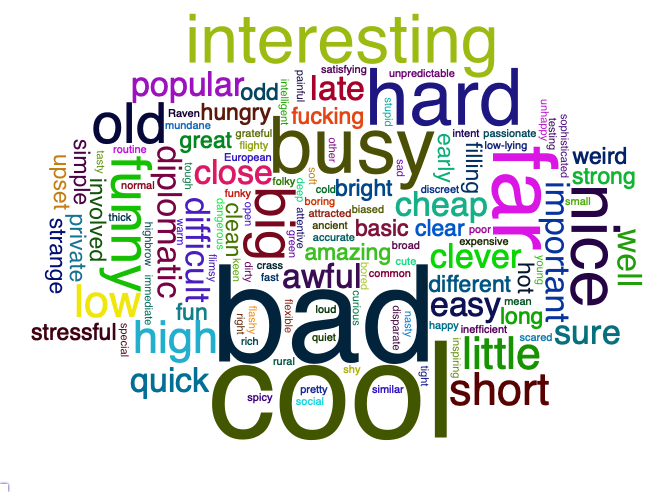 interesting
popular
odd
satisfying
unpredictable
painful
intelligent
late
hard
stupid
old
Raven
hungry
mundane
great
grateful
flighty
European
fucking
busy
other
sad
early
intent
passionate
low-lying
filling
unhappy
testing
sophisticated
weird
strong
small
simple
tasty
routine
involved
normal
upset
strange
private
thick
funny
highbrow
immediate
diplomatic
tough
warm
difficult
flimsy
close
funky
folky
deep
soft
cold
boring
bright
attracted
biased
ancient
accurate
attentive
green
big
open
clean
keen
dirty
discreet
cheap
basic
clear
poor
expensive
broad
amazing
cute
common
bored
clever
far
hot
young
important
nice
well
crass
fast
awful
different
easy
mean
long
low
stressful
special
high
fun
bad
flashy
right
rich
flexible
loud
quiet
curious
nasty
disparate
happy
inefficient
scared
sure
inspiring
little
quick
rural
shy
tight
cool
spicy
pretty
social
similar
short